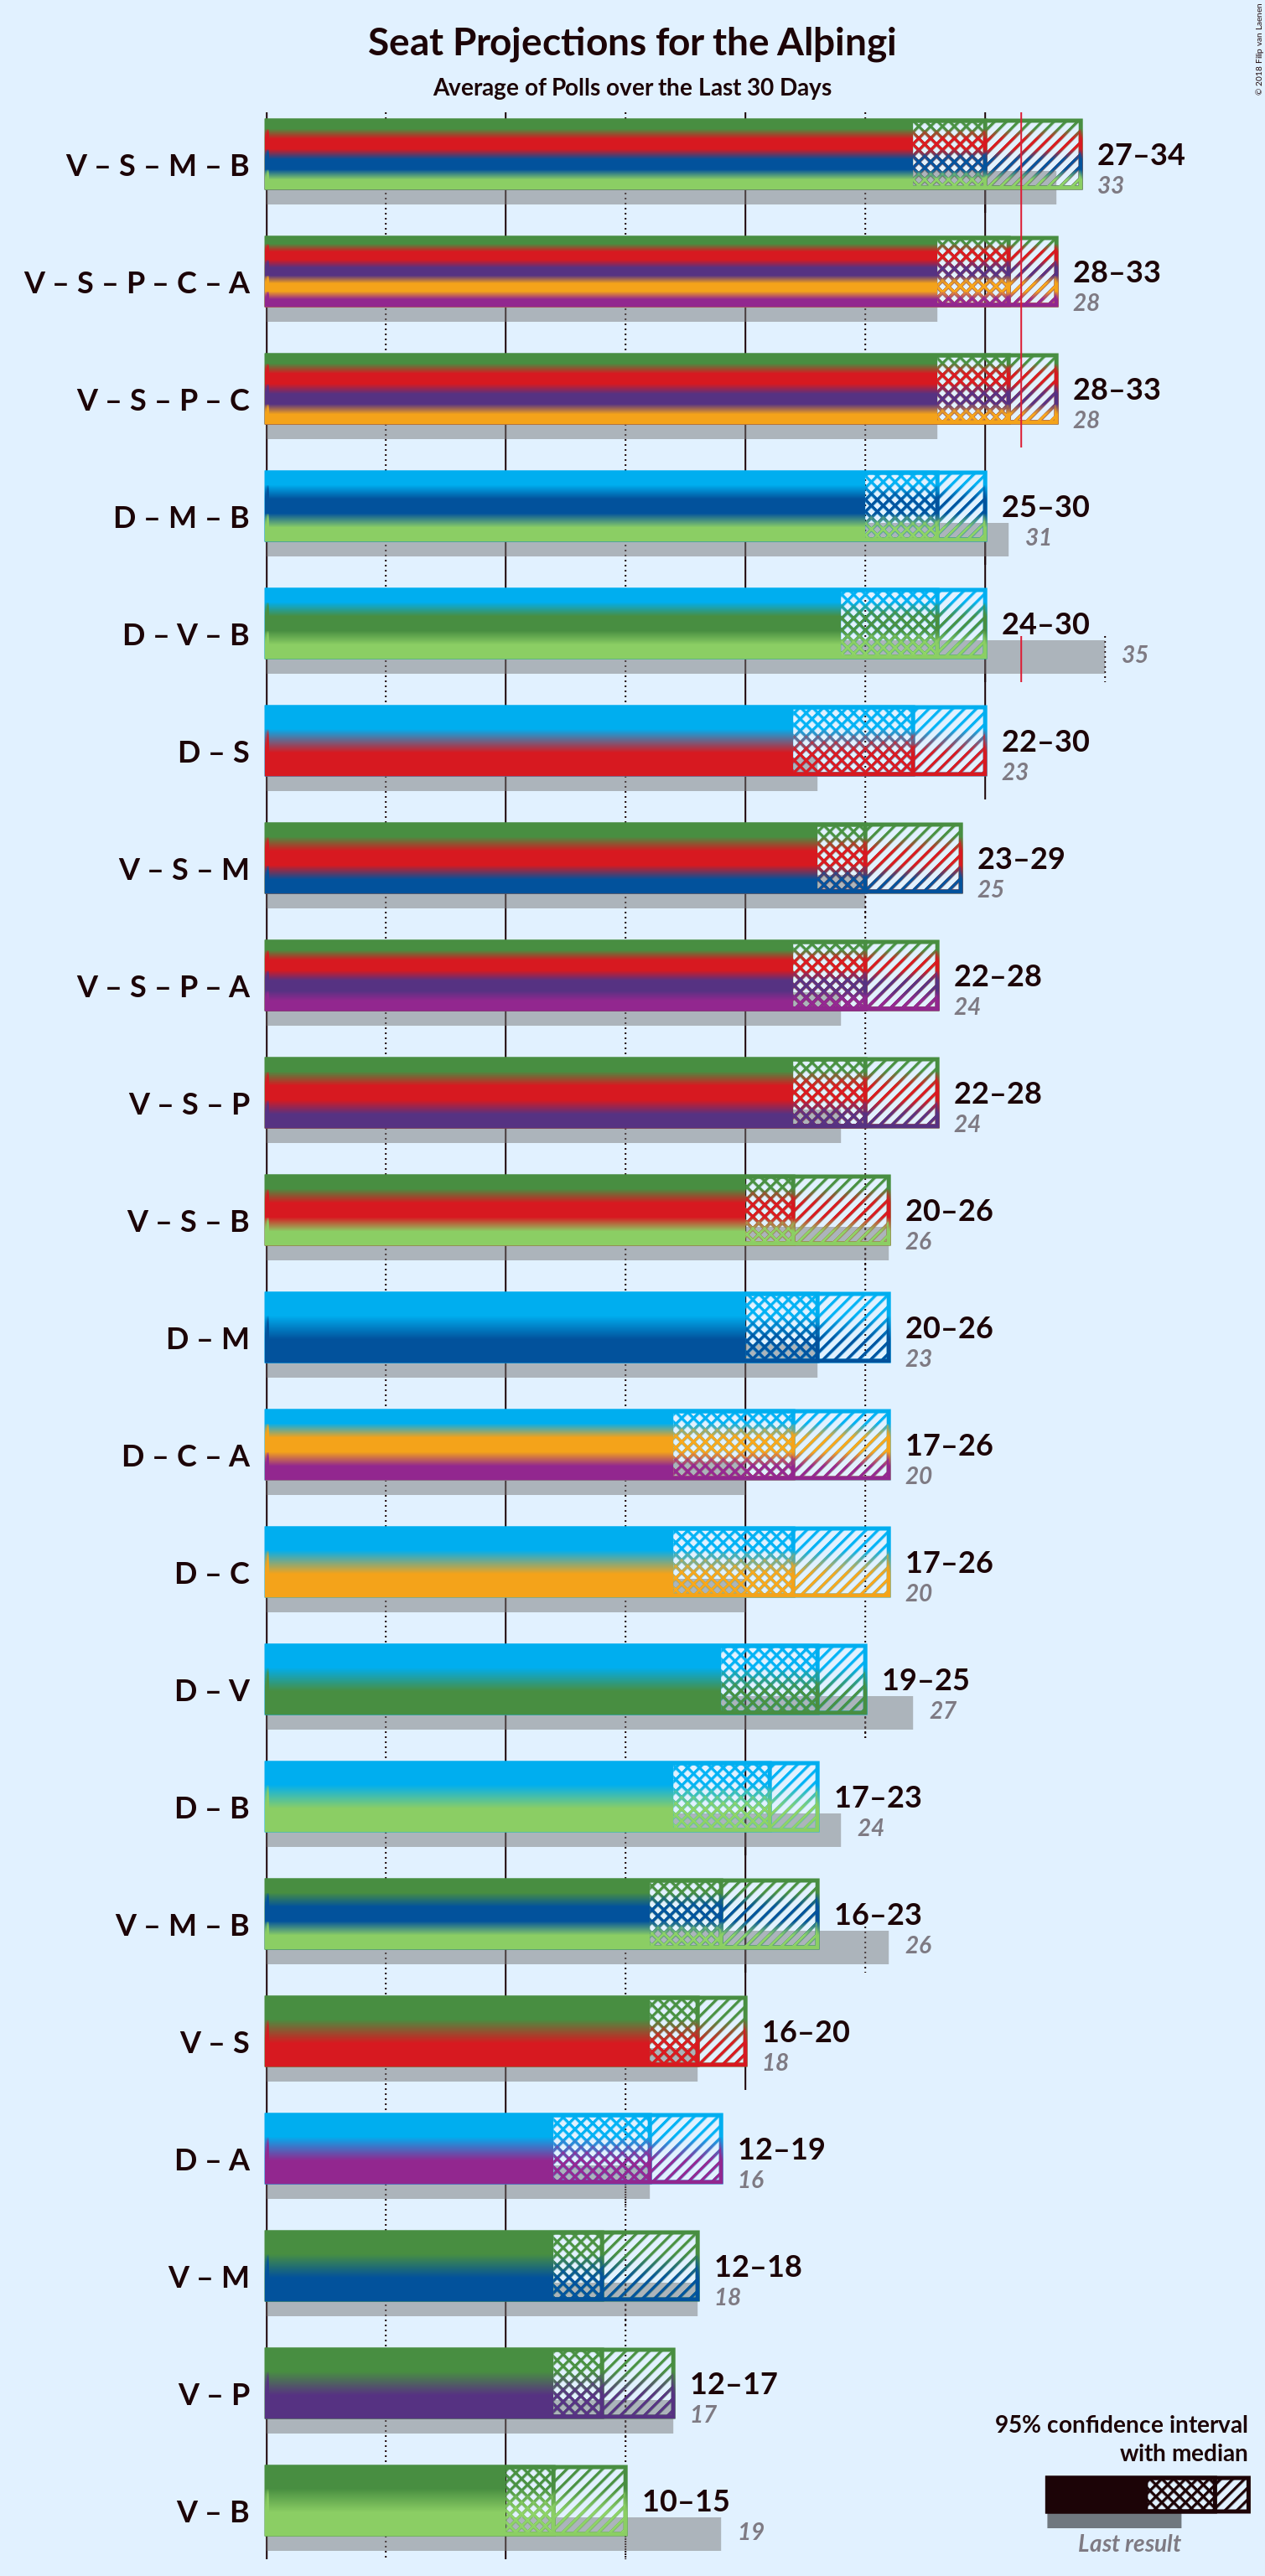 Seat Projections for the Alþingi
Average of Polls over the Last 30 Days
© 2018 Filip van Laenen
V – S – M – B
27–34
33
V – S – P – C – A
28–33
28
V – S – P – C
28–33
28
D – M – B
25–30
31
D – V – B
24–30
35
D – S
22–30
23
V – S – M
23–29
25
V – S – P – A
22–28
24
V – S – P
22–28
24
V – S – B
20–26
26
D – M
20–26
23
D – C – A
17–26
20
D – C
17–26
20
D – V
19–25
27
D – B
17–23
24
V – M – B
16–23
26
V – S
16–20
18
D – A
12–19
16
V – M
12–18
18
V – P
12–17
17
V – B
10–15
19
95% confidence interval
with median
Last result